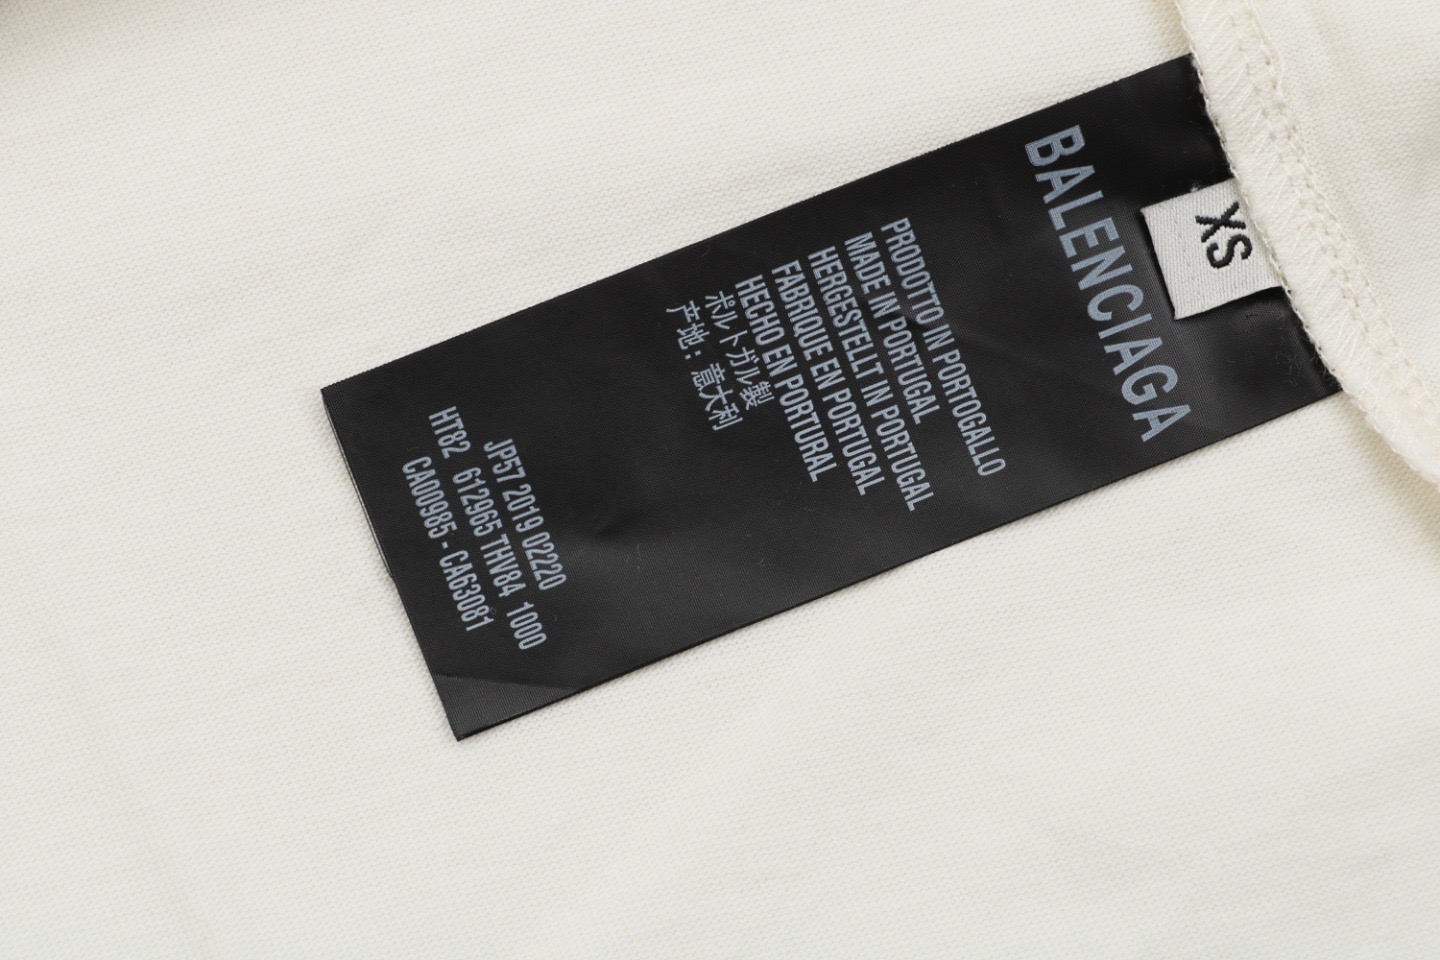 BALENCIAGA
XS
PRODOTTO IN PORTOGALLO
MADE IN PORTUGAL
HERGESTELLT IN PORTUGAL
FABRIQUE EN PORTUGAL
HECHO EN PORTURAL
ポルトガル製
产地：意大利
JP57 2019 02220
HT82 612965 THV84 1000
CA00985 - CA63081